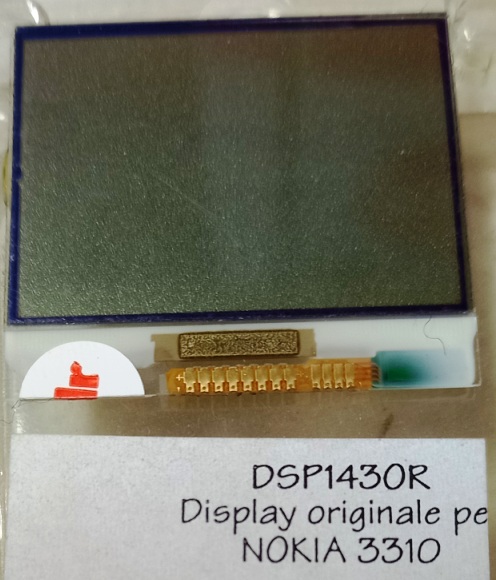 DSP1430R
Display originale pe
NOKIA 3310